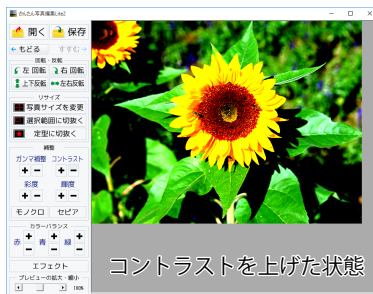 かんたん写真編集Lite2
開く 保存
もどる すすむ
回転・反転
左 回転 右 回転
上下反転 左右反転
リサイズ
写真サイズを変更
選択範囲に切抜く
定型に切抜く
補整
ガンマ補整 コントラスト
+ - + -
彩度 輝度
+ - + -
モノクロ セピア
カラーバランス
赤 + - 青 + - 緑 + -
エフェクト
プレビューの拡大・縮小
100%
コントラストを上げた状態